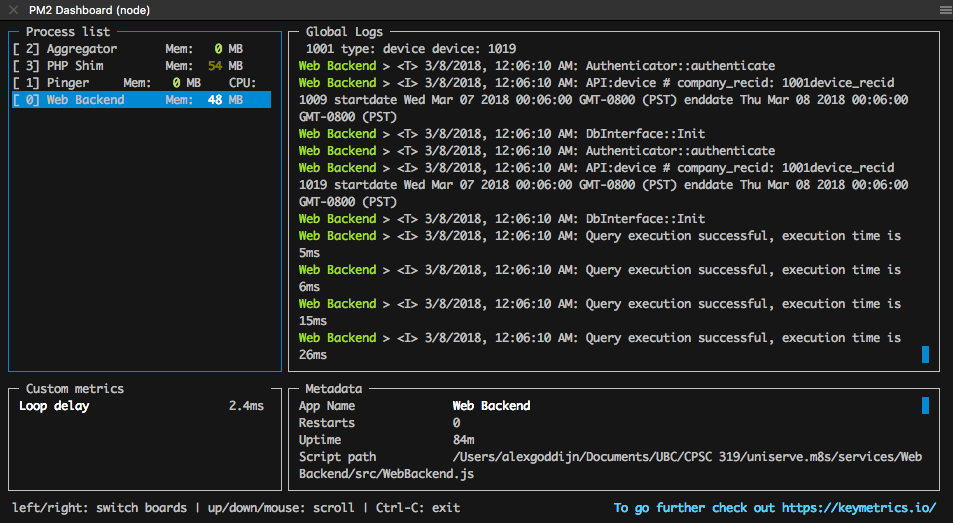 PM2 Dashboard (node)
Process list
[ 2] Aggregator Mem: 0 MB
[ 3] PHP Shim Mem: 54 MB
[ 1] Pinger Mem: 0 MB CPU:
[ 0] Web Backend Mem: 48 MB
Global Logs
1001 type: device device: 1019
Web Backend > <T> 3/8/2018, 12:06:10 AM: Authenticator::authenticate
Web Backend > <I> 3/8/2018, 12:06:10 AM: API:device # company_recid: 1001device_recid
1009 startdate Wed Mar 07 2018 00:06:00 GMT-0800 (PST) enddate Thu Mar 08 2018 00:06:00
GMT-0800 (PST)
Web Backend > <T> 3/8/2018, 12:06:10 AM: DbInterface::Init
Web Backend > <T> 3/8/2018, 12:06:10 AM: Authenticator::authenticate
Web Backend > <I> 3/8/2018, 12:06:10 AM: API:device # company_recid: 1001device_recid
1019 startdate Wed Mar 07 2018 00:06:00 GMT-0800 (PST) enddate Thu Mar 08 2018 00:06:00
GMT-0800 (PST)
Web Backend > <T> 3/8/2018, 12:06:10 AM: DbInterface::Init
Web Backend > <I> 3/8/2018, 12:06:10 AM: Query execution successful, execution time is
5ms
Web Backend > <I> 3/8/2018, 12:06:10 AM: Query execution successful, execution time is
6ms
Web Backend > <I> 3/8/2018, 12:06:10 AM: Query execution successful, execution time is
15ms
Web Backend > <I> 3/8/2018, 12:06:10 AM: Query execution successful, execution time is
26ms
Custom metrics
Loop delay 2.4ms
Metadata
App Name Web Backend
Restarts 0
Uptime 84m
Script path /Users/alexgoddijn/Documents/UBC/CPSC 319/uniserve.m8s/services/Web
Backend/src/WebBackend.js
left/right: switch boards | up/down/mouse: scroll | Ctrl-C: exit
To go further check out https://keymetrics.io/